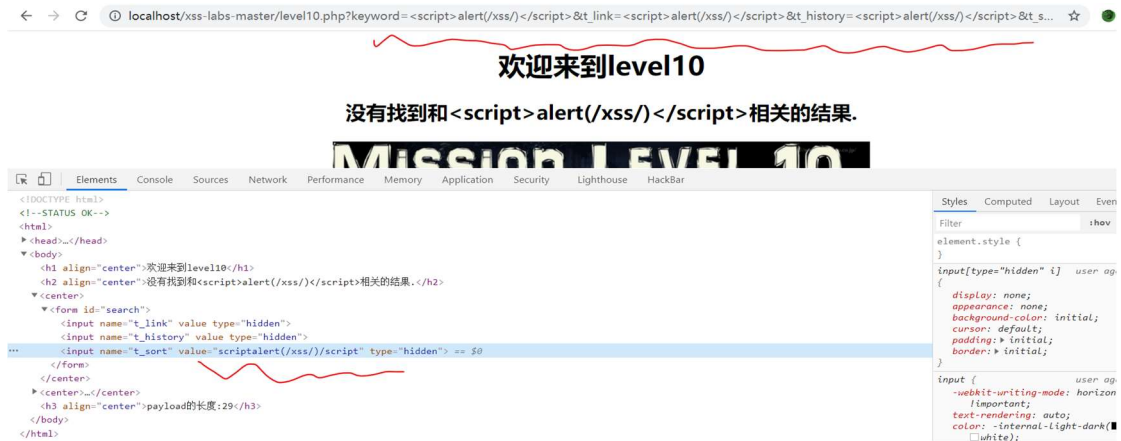 localhost/xss-labs-master/level10.php?keyword=<script>alert(/xss/)</script>&t_link=<script>alert(/xss/)</script>&t_history=<script>alert(/xss/)</script>&t_s...
欢迎来到level10
没有找到和<script>alert(/xss/)</script>相关的结果.
MISSION LEVEL 10
Elements Console Sources Network Performance Memory Application Security Lighthouse HackBar
<!DOCTYPE html>
<!--STATUS OK-->
<html>
<head>…</head>
<body>
<h1 align="center">欢迎来到level10</h1>
<h2 align="center">没有找到和<script>alert(/xss/)</script>相关的结果.</h2>
<center>
<form id="search">
<input name="t_link" value type="hidden">
<input name="t_history" value type="hidden">
<input name="t_sort" value="scriptalert(/xss/)/script" type="hidden"> == $0
</form>
</center>
<center>…</center>
<h3 align="center">payload的长度:29</h3>
</body>
</html>
Styles Computed Layout Even
Filter :hov
element.style {
}
input[type="hidden" i] user ag
{
display: none;
appearance: none;
background-color: initial;
cursor: default;
padding: initial;
border: initial;
}
input { user ag
-webkit-writing-mode: horizon
!important;
text-rendering: auto;
color: -internal-light-dark(
white);